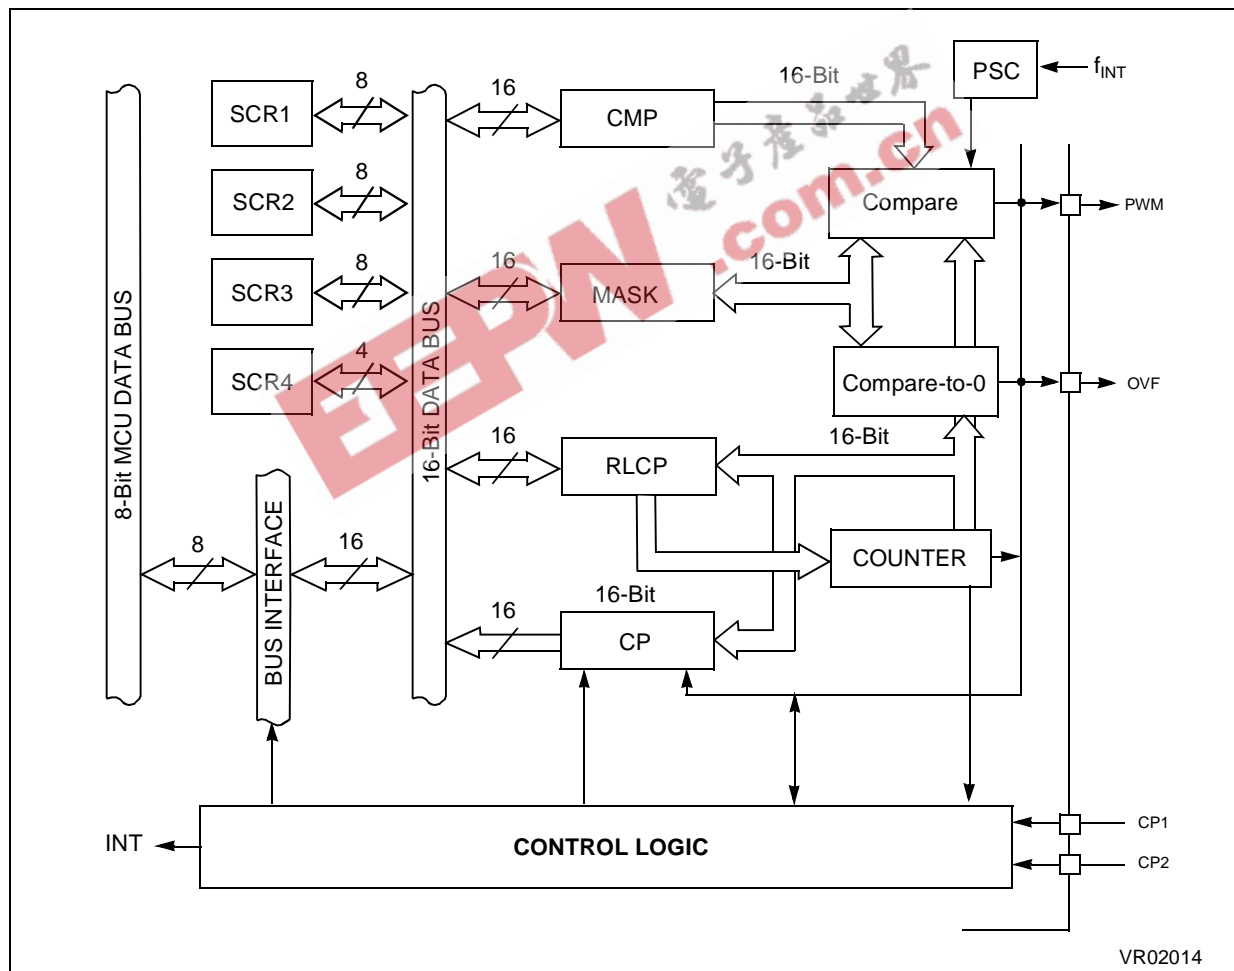 16-Bit
PSC
fINT
8
16
SCR1
CMP
電子產品世界
8
SCR2
Compare
PWM
.com.cn
8
16
16-Bit
SCR3
MASK
EEPW
4
SCR4
Compare-to-0
OVF
8-Bit MCU DATA BUS
16-Bit DATA BUS
16
16-Bit
RLCP
BUS INTERFACE
8
16
COUNTER
16
16-Bit
CP
INT
CONTROL LOGIC
CP1
CP2
VR02014